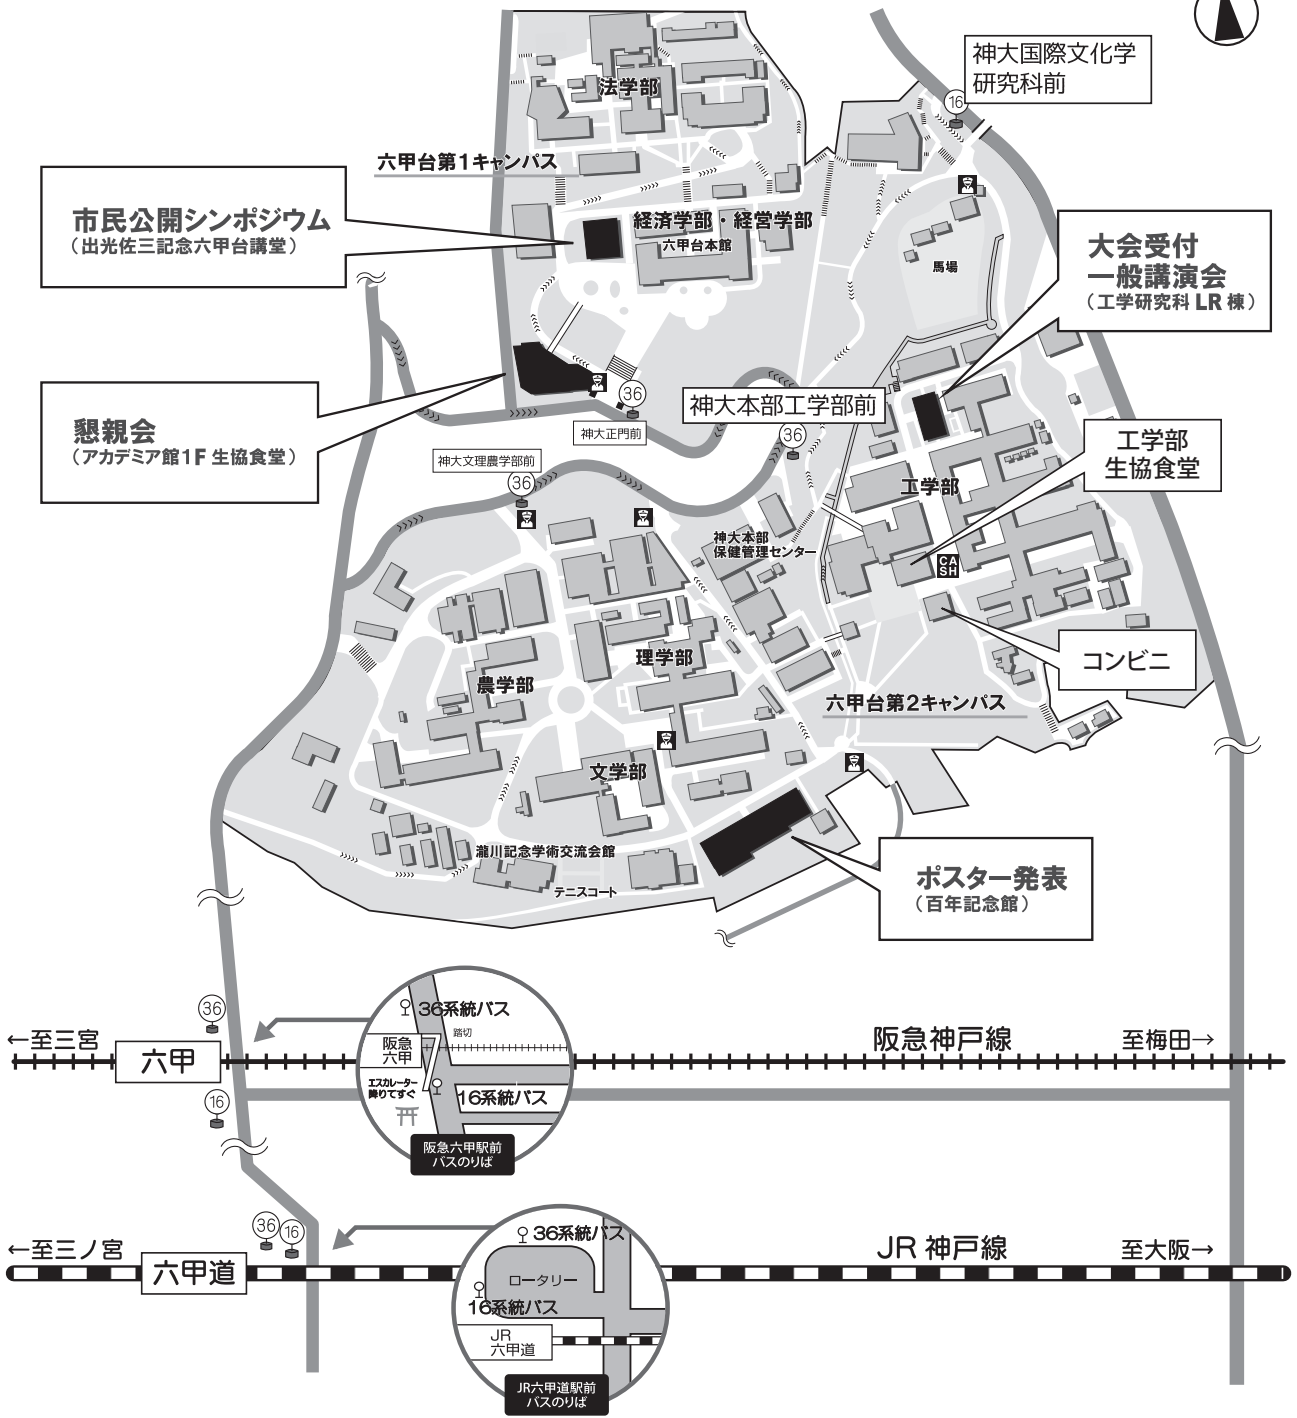 神大国際文化学
研究科前
16
法学部
六甲台第1キャンパス
市民公開シンポジウム
（出光佐三記念六甲台講堂）
経済学部・経営学部
六甲台本館
馬場
大会受付
一般講演会
（工学研究科 LR 棟）
懇親会
（アカデミア館1F 生協食堂）
36
神大正門前
神大本部工学部前
36
神大文理農学部前
36
工学部
生協食堂
工学部
神大本部
保健管理センター
CA
SH
コンビニ
理学部
農学部
六甲台第2キャンパス
文学部
瀧川記念学術交流会館
テニスコート
ポスター発表
（百年記念館）
36
36系統バス
踏切
←至三宮
六甲
阪急
六甲
阪急神戸線
至梅田→
エスカレーター
降りてすぐ
16系統バス
16
阪急六甲駅前
バスのりば
36
16
36系統バス
←至三ノ宮
六甲道
ロータリー
JR 神戸線
至大阪→
16系統バス
JR
六甲道
JR六甲道駅前
バスのりば